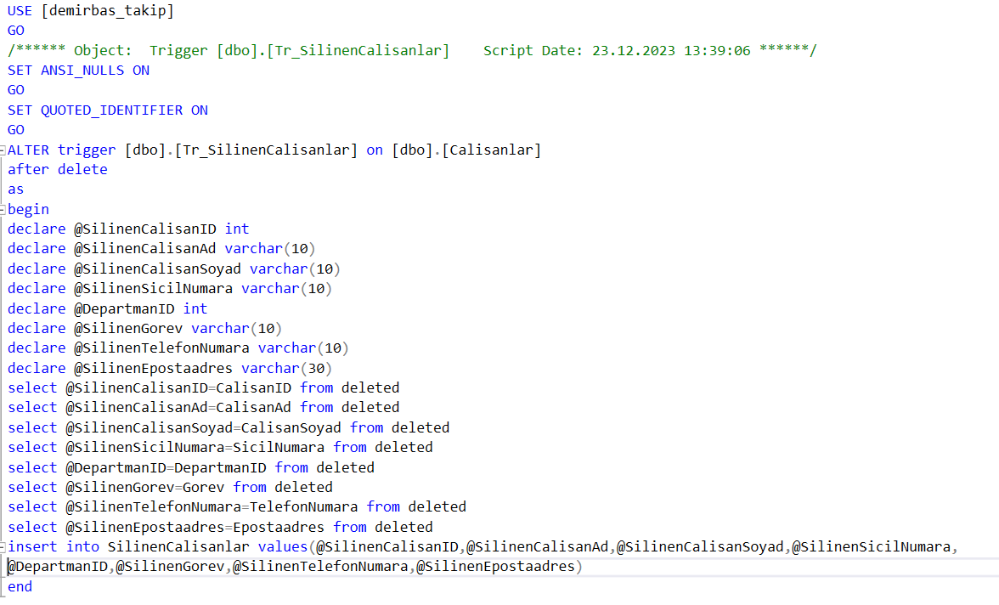 USE [demirbas_takip]
GO
/****** Object:  Trigger [dbo].[Tr_SilinenCalisanlar]    Script Date: 23.12.2023 13:39:06 ******/
SET ANSI_NULLS ON
GO
SET QUOTED_IDENTIFIER ON
GO
ALTER trigger [dbo].[Tr_SilinenCalisanlar] on [dbo].[Calisanlar]
after delete
as
begin
declare @SilinenCalisanID int
declare @SilinenCalisanAd varchar(10)
declare @SilinenCalisanSoyad varchar(10)
declare @SilinenSicilNumara varchar(10)
declare @DepartmanID int
declare @SilinenGorev varchar(10)
declare @SilinenTelefonNumara varchar(10)
declare @SilinenEpostaadres varchar(30)
select @SilinenCalisanID=CalisanID from deleted
select @SilinenCalisanAd=CalisanAd from deleted
select @SilinenCalisanSoyad=CalisanSoyad from deleted
select @SilinenSicilNumara=SicilNumara from deleted
select @DepartmanID=DepartmanID from deleted
select @SilinenGorev=Gorev from deleted
select @SilinenTelefonNumara=TelefonNumara from deleted
select @SilinenEpostaadres=Epostaadres from deleted
insert into SilinenCalisanlar values(@SilinenCalisanID,@SilinenCalisanAd,@SilinenCalisanSoyad,@SilinenSicilNumara,
@DepartmanID,@SilinenGorev,@SilinenTelefonNumara,@SilinenEpostaadres)
end